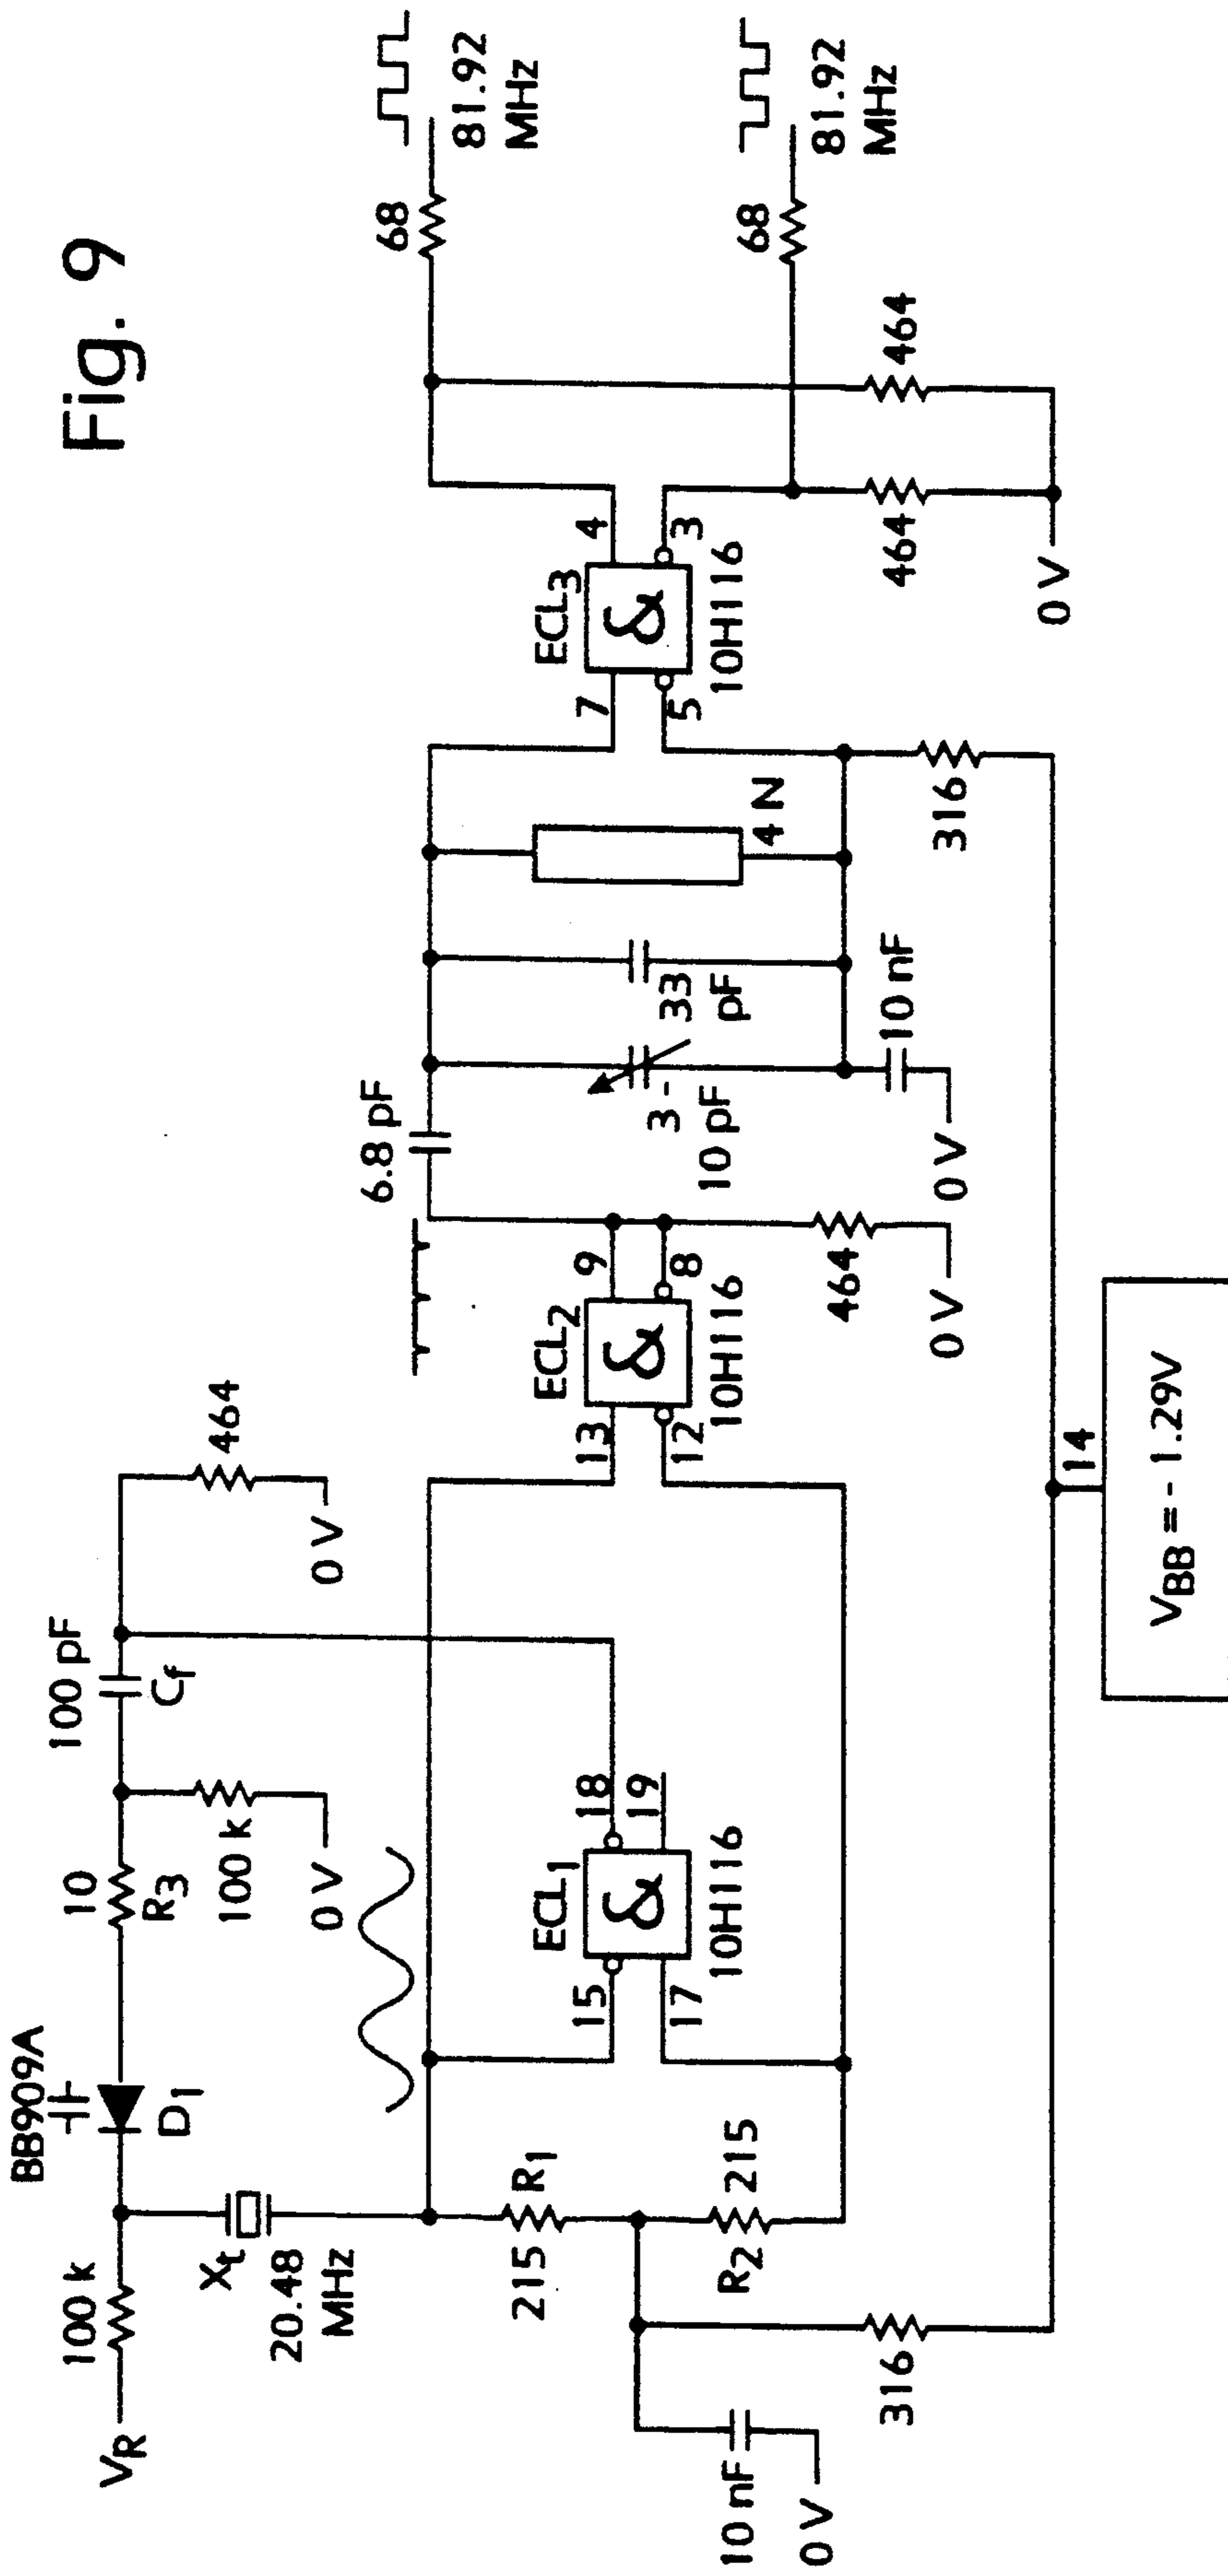 Fig. 9
BB909A
100 k
VR
D1
10
R3
100 pF
Cf
464
0 V
100 k
0 V
Xt
20.48
MHz
215
R1
R2
215
10 nF
0 V
316
15
17
ECL1
&
10H116
18
19
13
12
ECL2
&
10H116
9
8
464
0 V
6.8 pF
3 -
10 pF
33
pF
4 N
10 nF
0 V
316
7
5
ECL3
&
10H116
4
3
68
81.92
MHz
68
81.92
MHz
464
464
0 V
14
VBB = - 1.29V